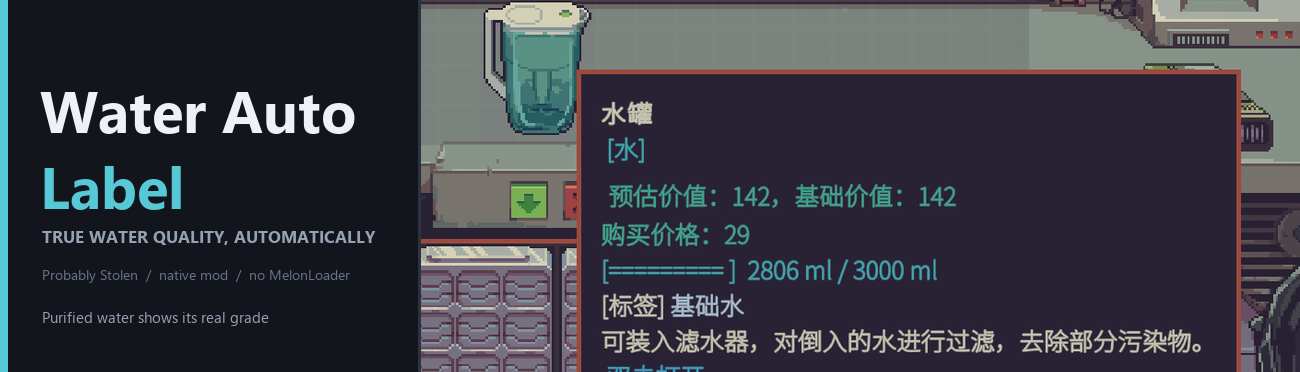 Water Auto
Label
TRUE WATER QUALITY, AUTOMATICALLY
Probably Stolen / native mod / no MelonLoader
Purified water shows its real grade
水罐
[水]
预估价值：142，基础价值：142
购买价格：29
[========= ] 2806 ml / 3000 ml
[标签] 基础水
可装入滤水器，对倒入的水进行过滤，去除部分污染物。